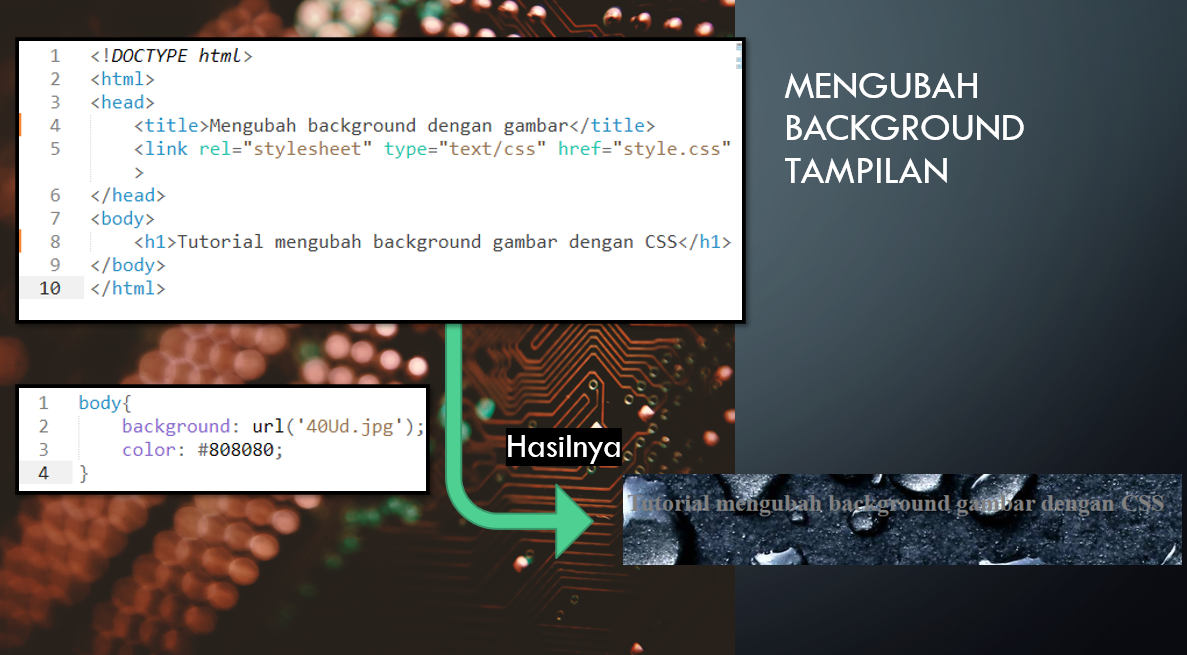 1 <!DOCTYPE html>
2 <html>
3 <head>
4 <title>Mengubah background dengan gambar</title>
5 <link rel="stylesheet" type="text/css" href="style.css"
>
6 </head>
7 <body>
8 <h1>Tutorial mengubah background gambar dengan CSS</h1>
9 </body>
10 </html>
MENGUBAH
BACKGROUND
TAMPILAN
1 body{
2 background: url('40Ud.jpg');
3 color: #808080;
4 }
Hasilnya
Tutorial mengubah background gambar dengan CSS